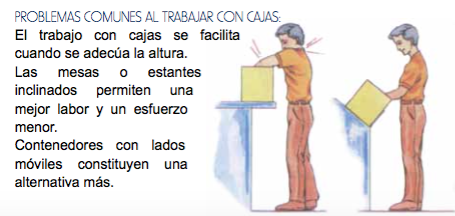 PROBLEMAS COMUNES AL TRABAJAR CON CAJAS:
El trabajo con cajas se facilita
cuando se adecúa la altura.
Las mesas o estantes
inclinados permiten una
mejor labor y un esfuerzo
menor.
Contenedores con lados
móviles constituyen una
alternativa más.